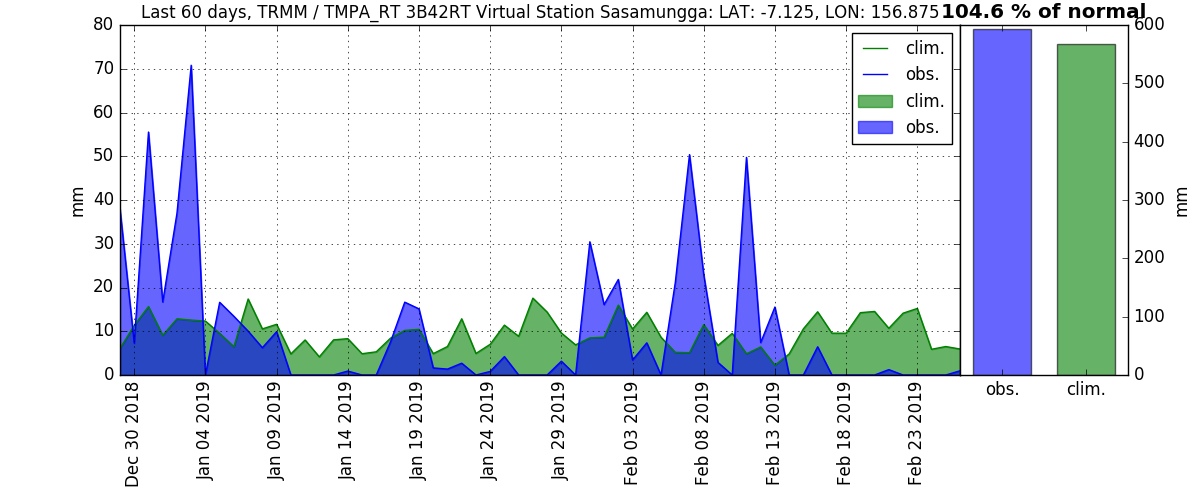 Last 60 days, TRMM / TMPA_RT 3B42RT Virtual Station Sasamungga: LAT: -7.125, LON: 156.875
104.6 % of normal
80
70
60
50
40
30
20
10
0
mm
clim.
obs.
clim.
obs.
Dec 30 2018
Jan 04 2019
Jan 09 2019
Jan 14 2019
Jan 19 2019
Jan 24 2019
Jan 29 2019
Feb 03 2019
Feb 08 2019
Feb 13 2019
Feb 18 2019
Feb 23 2019
600
500
400
300
200
100
0
mm
obs.
clim.